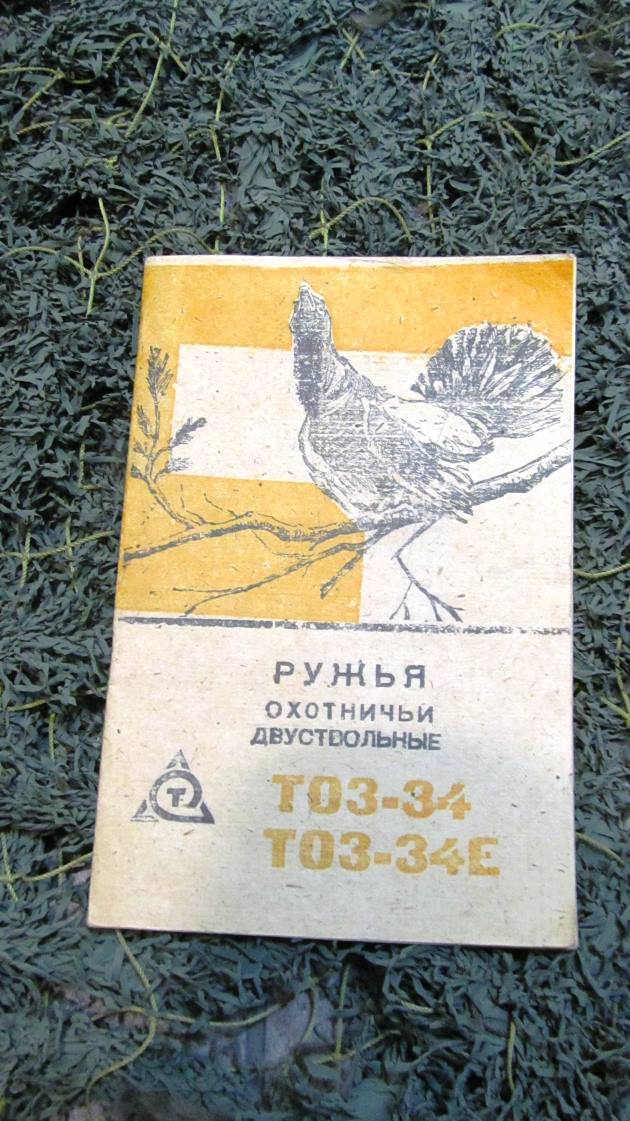 РУЖЬЯ
ОХОТНИЧЬИ
ДВУСТВОЛЬНЫЕ
Т
ТОЗ-34
ТОЗ-34Е